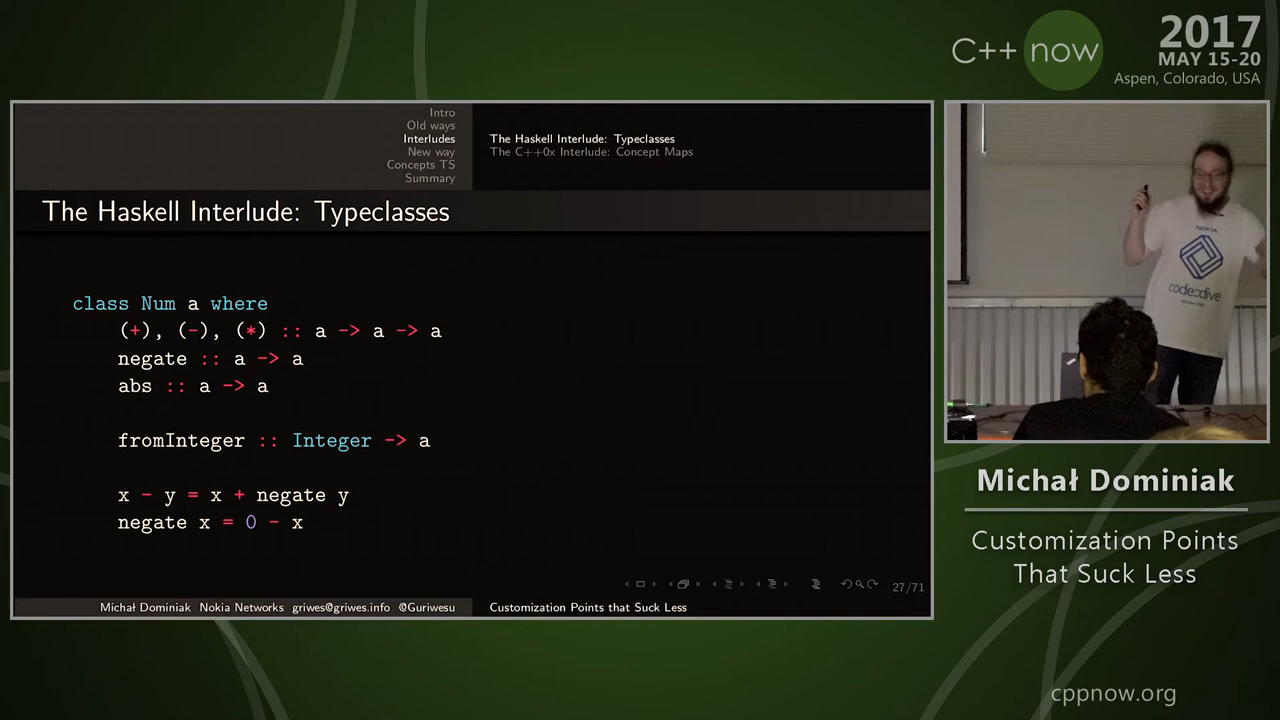 C++ now
2017
MAY 15-20
Aspen, Colorado, USA
Intro
Old ways
Interludes
New way
Concepts TS
Summary
The Haskell Interlude: Typeclasses
The C++0x Interlude: Concept Maps
The Haskell Interlude: Typeclasses
class Num a where
(+), (-), (*) :: a -> a -> a
negate :: a -> a
abs :: a -> a
fromInteger :: Integer -> a
x - y = x + negate y
negate x = 0 - x
27/71
Michał Dominiak Nokia Networks griwes@griwes.info @Guriwesu
Customization Points that Suck Less
NOKIA
code::dive
Michał Dominiak
Customization Points
That Suck Less
cppnow.org